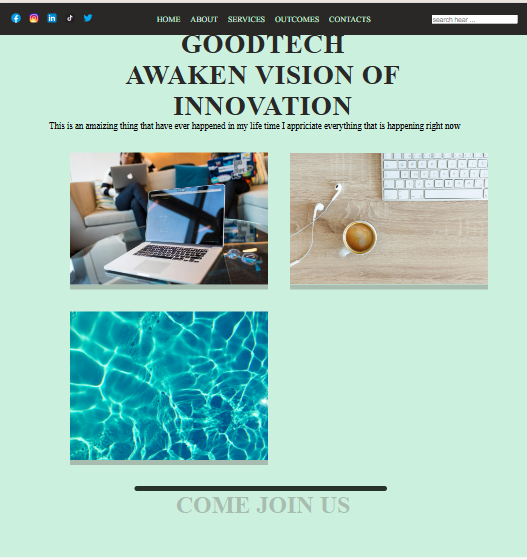 HOME ABOUT SERVICES OUTCOMES CONTACTS search hear ...
GOODTECH
AWAKEN VISION OF
INNOVATION
This is an amaizing thing that have ever happened in my life time I appriciate everything that is happening right now
COME JOIN US